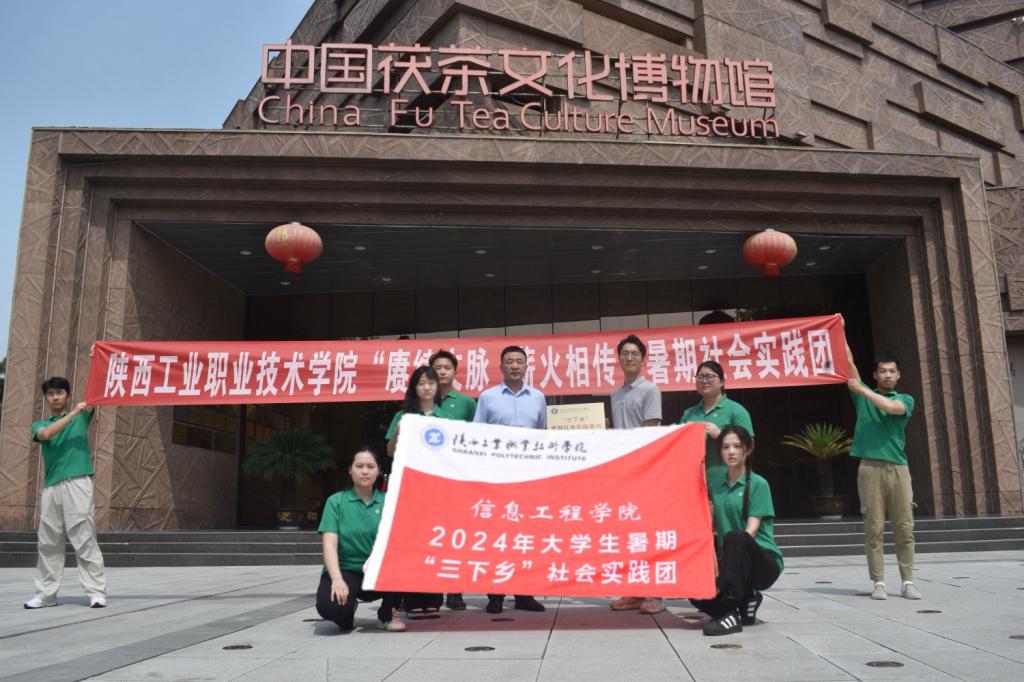 中国茯茶文化博物馆
China Fu Tea Culture Museum
陕西工业职业技术学院 “赓续 脉 薪火相传 暑期社会实践团
“三下乡”
陕西工业职业技术学院
SHAANXI POLYTECHNIC INSTITUTE
信息工程学院
2024年大学生暑期
“三下乡”社会实践团